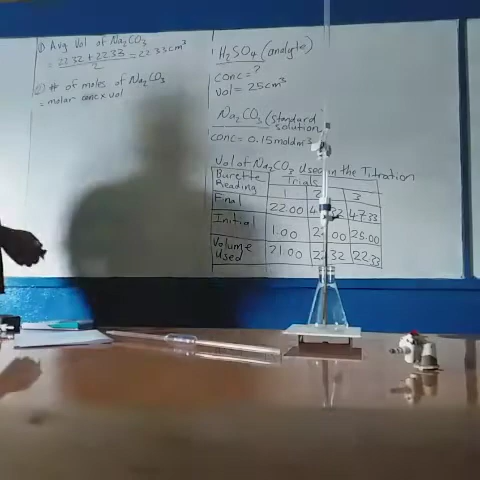 ① Avg Vol of Na₂CO₃
= 22.32 + 22.33 = 22.33cm³
2
② # of moles of Na₂CO₃
= molar conc x vol
H₂SO₄ (analyte)
conc = ?
vol = 25cm³
Na₂CO₃ (standard
solution
conc = 0.15moldm³
Vol of Na₂CO₃ Used in the Titration
Burette Reading Trials
2 3
Final 22.00 47.33
Initial 1.00 25.00
Volume Used 21.00 22.32 22.33